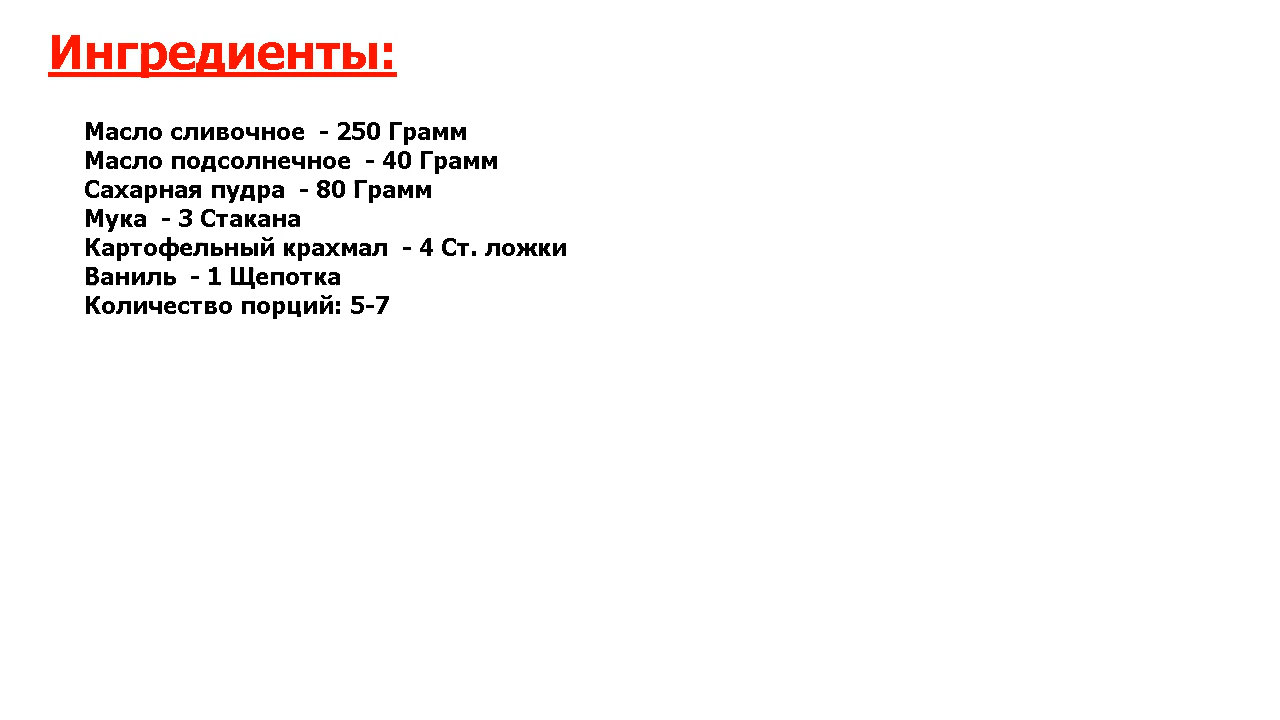 Ингредиенты:
Масло сливочное - 250 Грамм
Масло подсолнечное - 40 Грамм
Сахарная пудра - 80 Грамм
Мука - 3 Стакана
Картофельный крахмал - 4 Ст. ложки
Ваниль - 1 Щепотка
Количество порций: 5-7